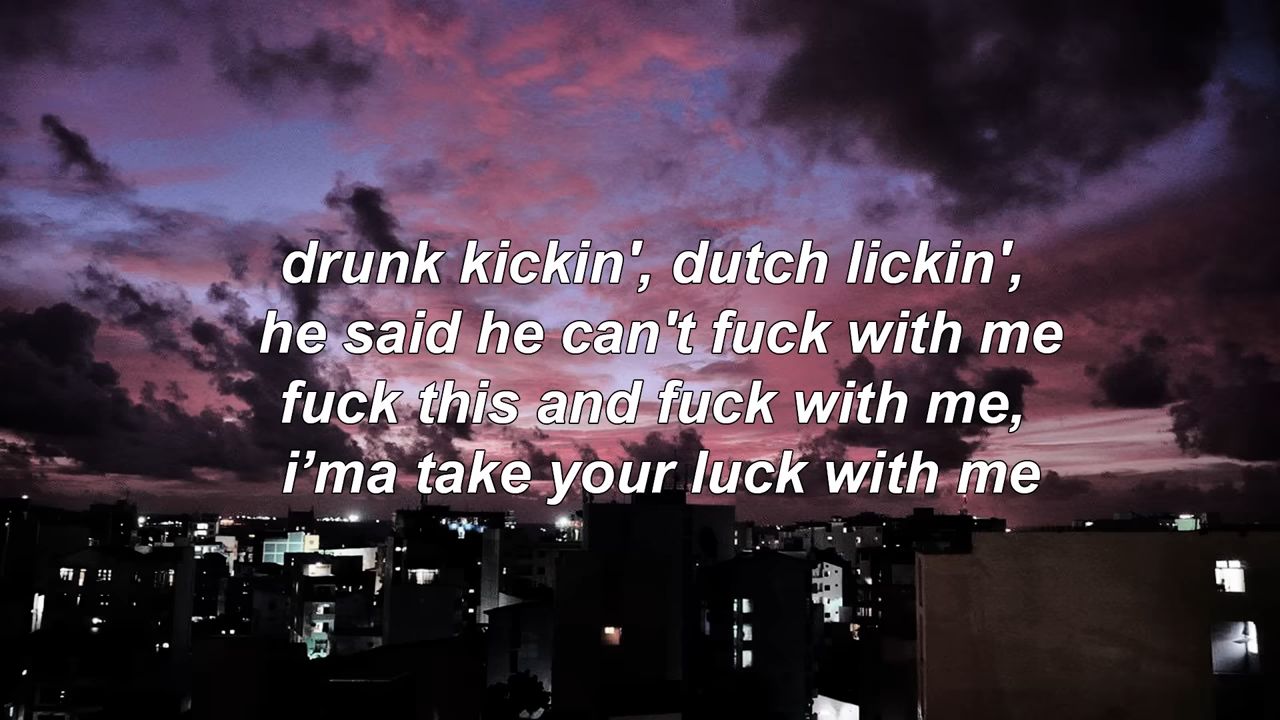 drunk kickin', dutch lickin',
he said he can't fuck with me
fuck this and fuck with me,
i’ma take your luck with me